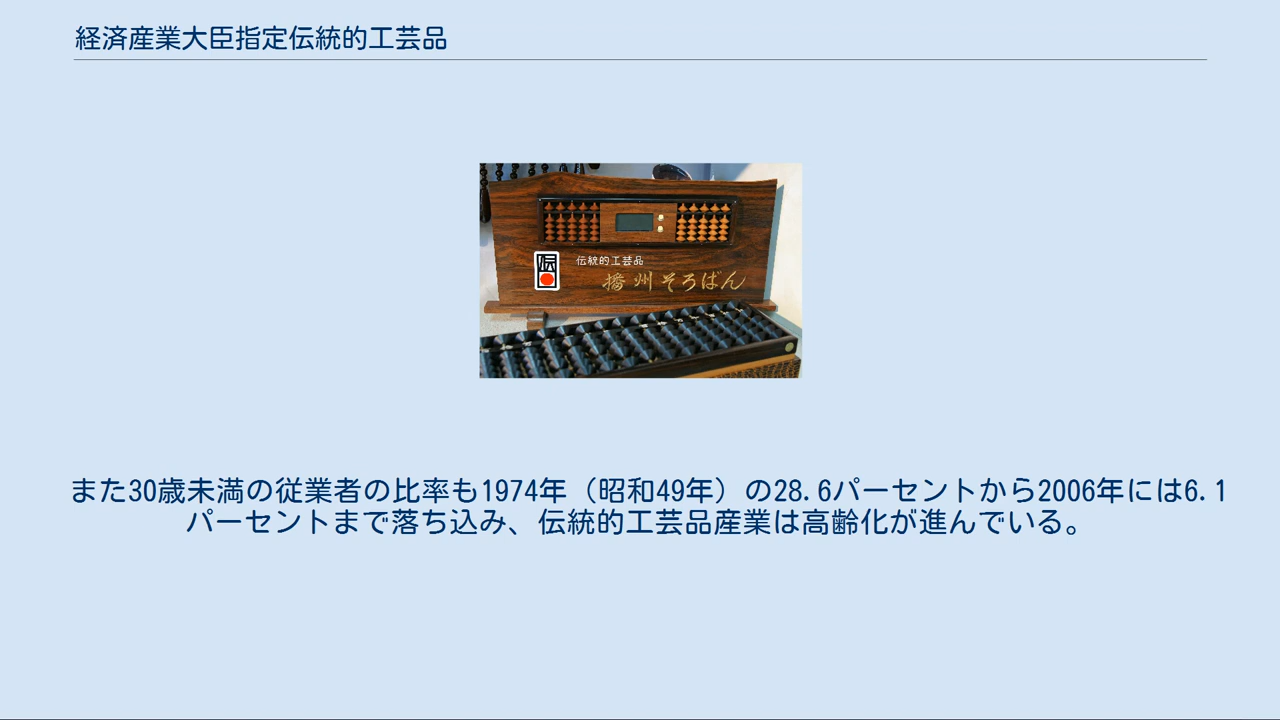 経済産業大臣指定伝統的工芸品
伝
伝統的工芸品
播州そろばん
また30歳未満の従業者の比率も1974年（昭和49年）の28.6パーセントから2006年には6.1
パーセントまで落ち込み、伝統的工芸品産業は高齢化が進んでいる。